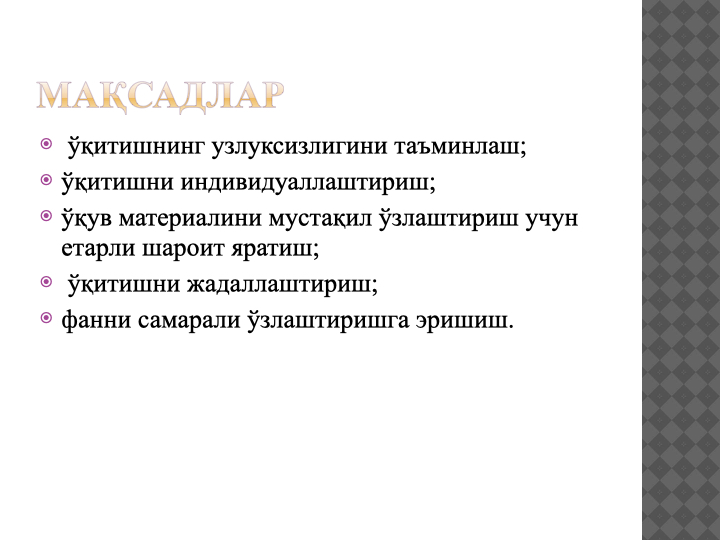 МАҚСАДЛАР
ўқитишнинг узлуксизлигини таъминлаш;
ўқитишни индивидуаллаштириш;
ўқув материалини мустақил ўзлаштириш учун
етарли шароит яратиш;
ўқитишни жадаллаштириш;
фанни самарали ўзлаштиришга эришиш.